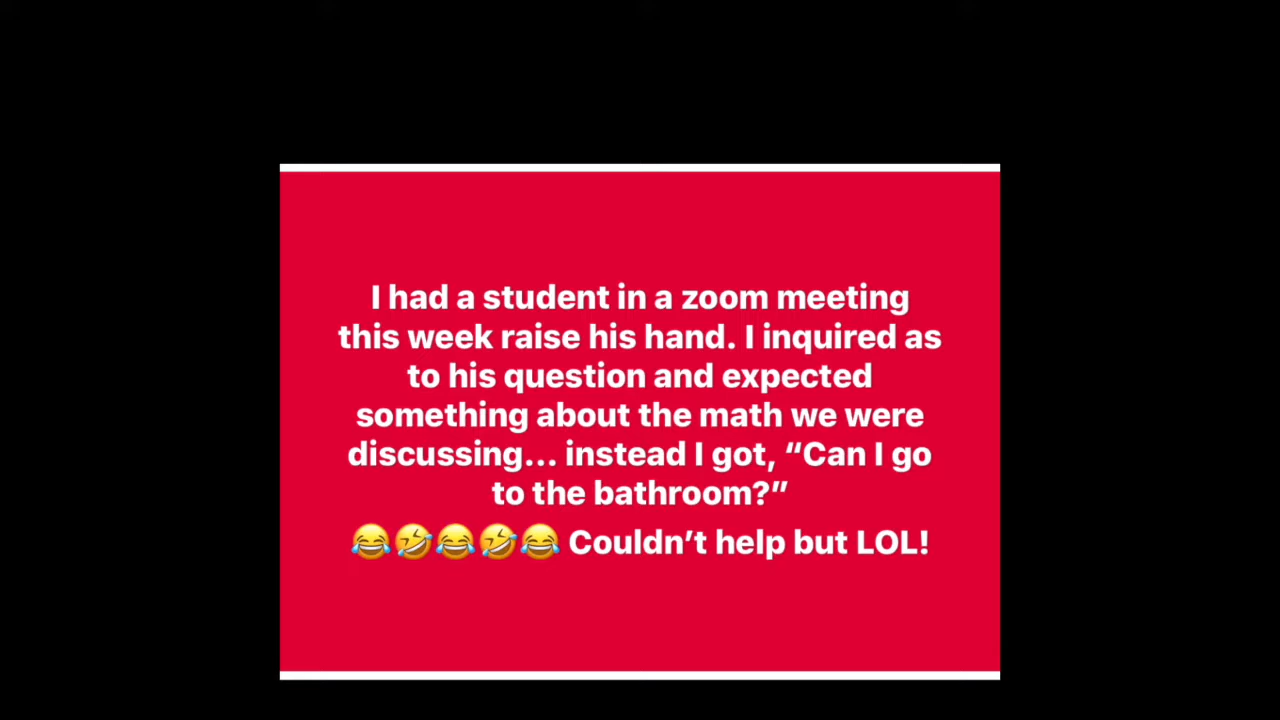 I had a student in a zoom meeting
this week raise his hand. I inquired as
to his question and expected
something about the math we were
discussing... instead I got, “Can I go
to the bathroom?”
😂🤣😂🤣😂 Couldn’t help but LOL!